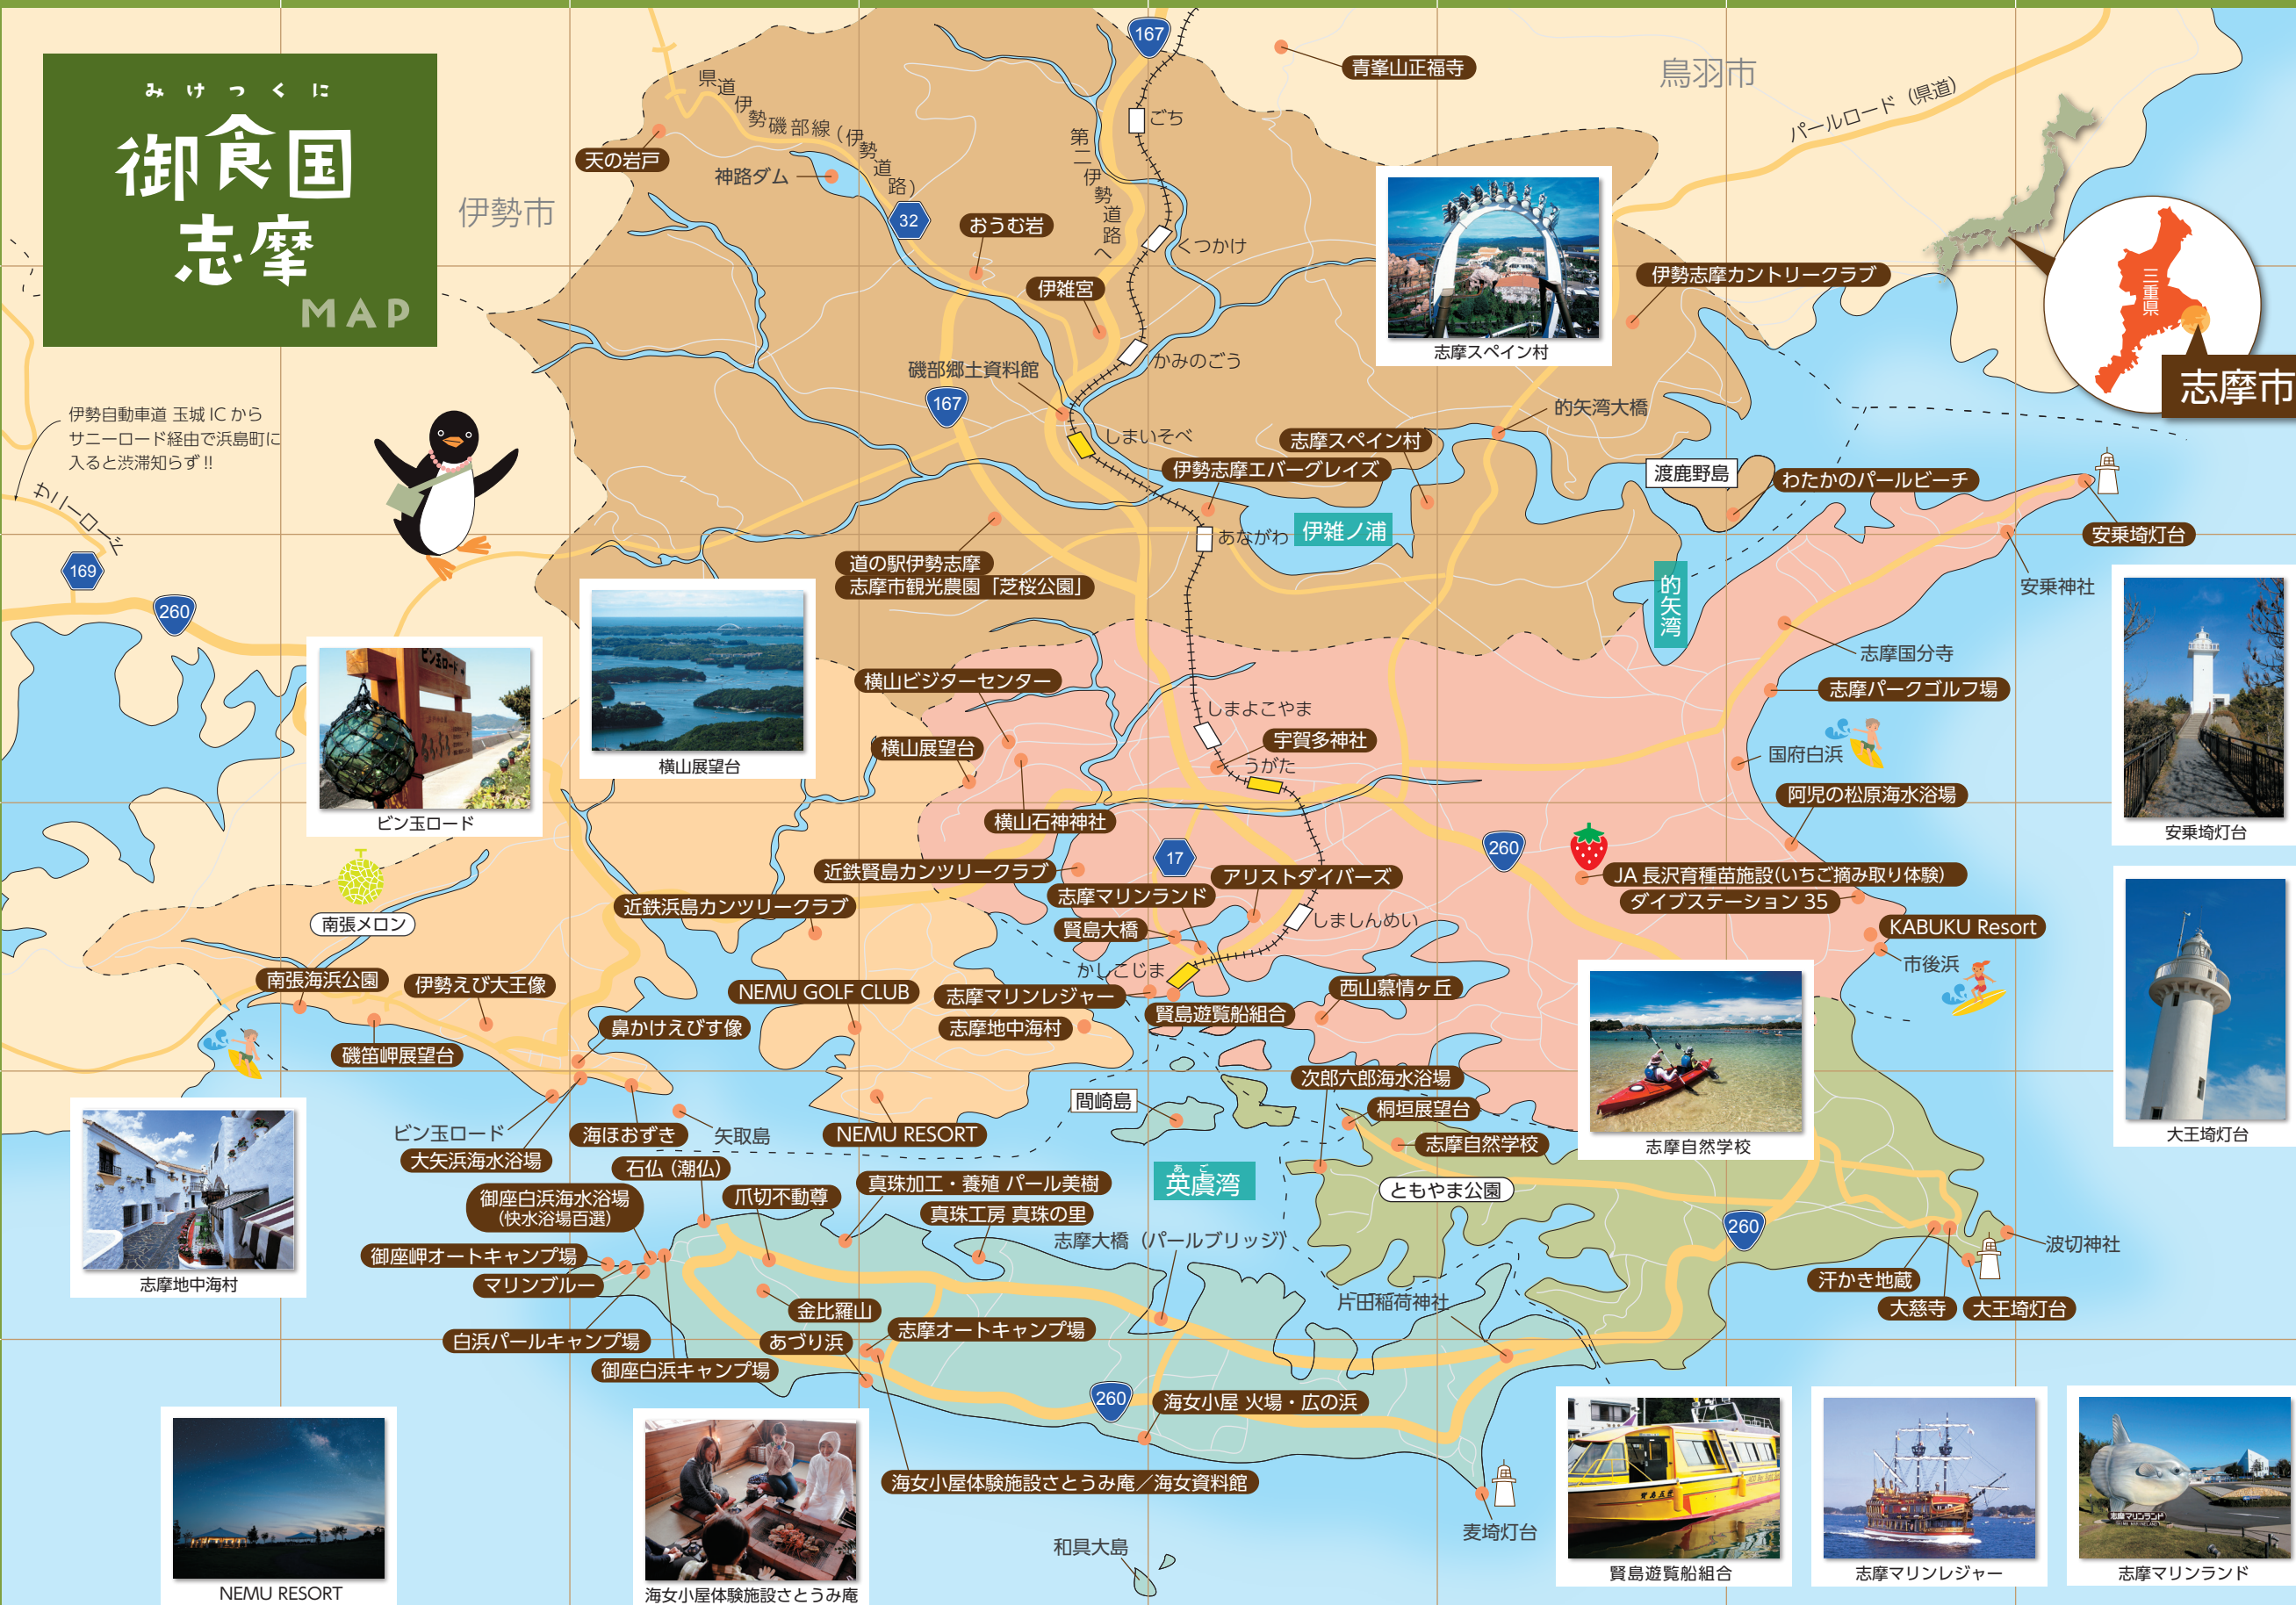 みけつくに
御食国
志摩
MAP
伊勢市
鳥羽市
青峯山正福寺
パールロード（県道）
県道伊勢磯部線（伊勢道路）
第二伊勢道路へ
167
ごち
天の岩戸
神路ダム
32
おうむ岩
くつかけ
伊雑宮
かみのごう
磯部郷土資料館
167
しまいそべ
志摩スペイン村
伊勢志摩カントリークラブ
三重県
志摩市
的矢湾大橋
志摩スペイン村
伊勢志摩エバーグレイズ
渡鹿野島
わたかのパールビーチ
安乗埼灯台
安乗神社
あながわ
伊雑ノ浦
的矢湾
伊勢自動車道 玉城 IC から
サニーロード経由で浜島町に
入ると渋滞知らず!!
サニーロード
169
260
道の駅伊勢志摩
志摩市観光農園「芝桜公園」
ビン玉ロード
横山展望台
横山ビジターセンター
しまよこやま
宇賀多神社
うがた
横山展望台
横山石神神社
志摩国分寺
志摩パークゴルフ場
国府白浜
阿児の松原海水浴場
安乗埼灯台
南張メロン
近鉄賢島カンツリークラブ
17
アリストダイバーズ
260
JA 長沢育種苗施設(いちご摘み取り体験)
ダイブステーション 35
近鉄浜島カンツリークラブ
志摩マリンランド
賢島大橋
しましんめい
KABUKU Resort
市後浜
かしこじま
南張海浜公園
伊勢えび大王像
NEMU GOLF CLUB
志摩マリンレジャー
西山慕情ヶ丘
賢島遊覧船組合
志摩地中海村
鼻かけえびす像
磯笛岬展望台
次郎六郎海水浴場
間崎島
桐垣展望台
志摩自然学校
志摩自然学校
大王埼灯台
ビン玉ロード
海ほおずき
矢取島
NEMU RESORT
大矢浜海水浴場
石仏 (潮仏)
あご
英虞湾
ともやま公園
御座白浜海水浴場
(快水浴場百選)
爪切不動尊
真珠加工・養殖 パール美樹
真珠工房 真珠の里
志摩大橋（パールブリッジ）
260
波切神社
志摩地中海村
御座岬オートキャンプ場
マリンブルー
金比羅山
片田稲荷神社
汗かき地蔵
大慈寺
大王埼灯台
白浜パールキャンプ場
あづり浜
志摩オートキャンプ場
御座白浜キャンプ場
260
海女小屋 火場・広の浜
海女小屋体験施設さとうみ庵／海女資料館
麦埼灯台
和具大島
NEMU RESORT
海女小屋体験施設さとうみ庵
賢島遊覧船組合
志摩マリンレジャー
志摩マリンランド